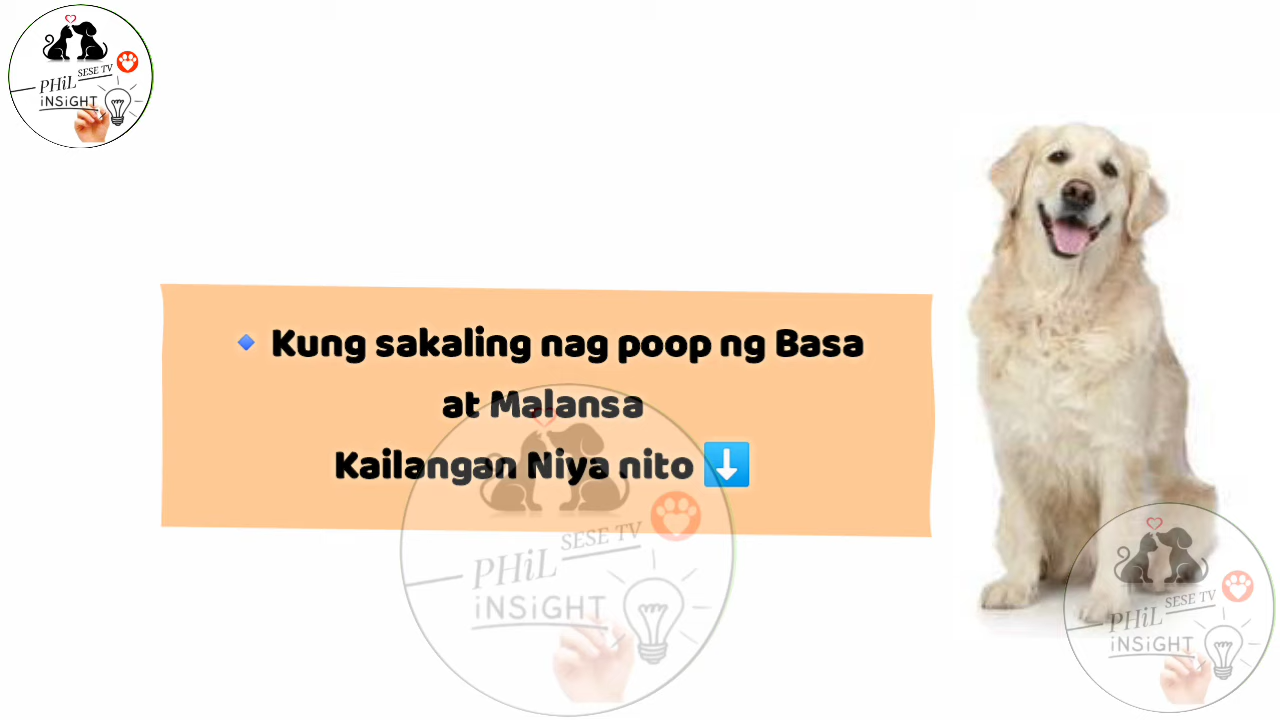 SESE TV
PHiL
iNSiGHT
🔹 Kung sakaling nag poop ng Basa
at Malansa
Kailangan Niya nito ⬇️
SESE TV
PHiL
iNSiGHT
SESE TV
PHiL
iNSiGHT